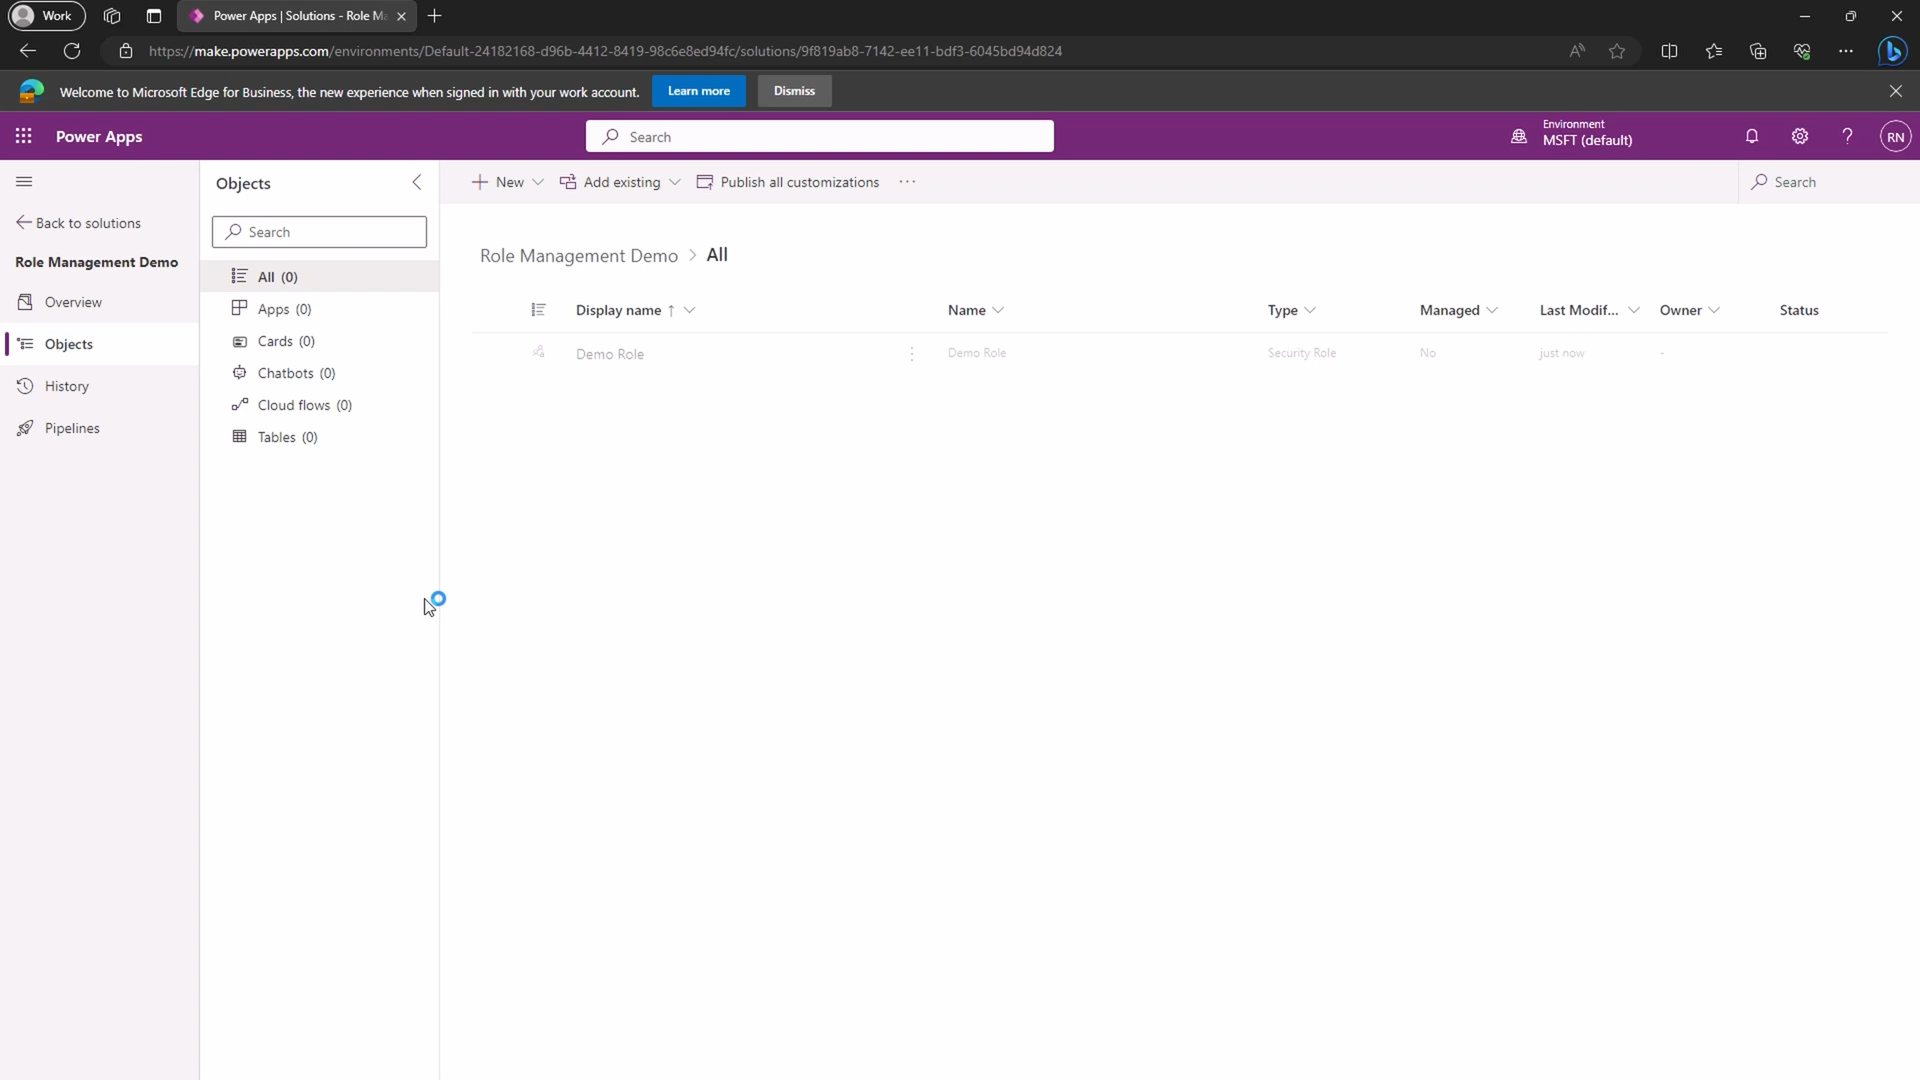 Work
Power Apps | Solutions - Role Ma
https://make.powerapps.com/environments/Default-24182168-d96b-4412-8419-98c6e8ed94fc/solutions/9f819ab8-7142-ee11-bdf3-6045bd94d824
Welcome to Microsoft Edge for Business, the new experience when signed in with your work account.
Learn more
Dismiss
Power Apps
Search
Environment
MSFT (default)
?
RN
Objects
New
Add existing
Publish all customizations
Search
Back to solutions
Search
Role Management Demo
Role Management Demo > All
Overview
Objects
History
Pipelines
All (0)
Apps (0)
Cards (0)
Chatbots (0)
Cloud flows (0)
Tables (0)
Display name ↑ Name Type Managed Last Modif... Owner Status
Demo Role Demo Role Security Role No just now -